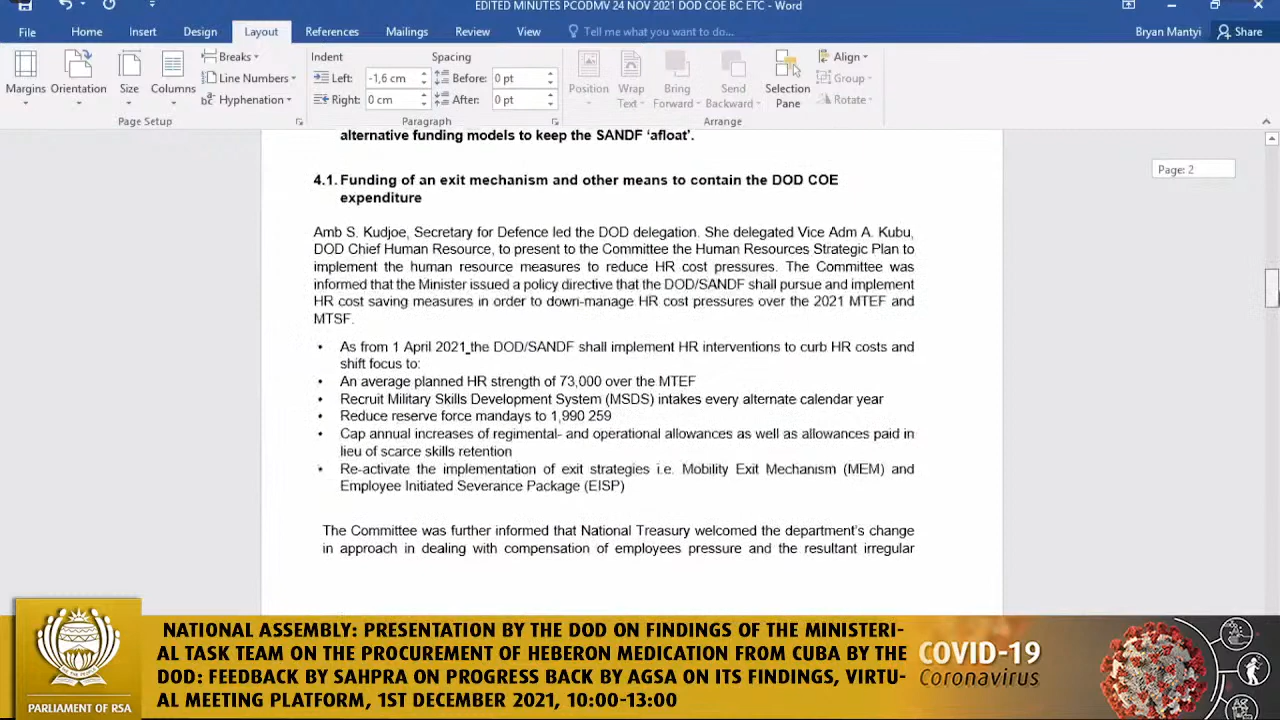 EDITED MINUTES PCODMV 24 NOV 2021 DOD COE BC ETC - Word
File Home Insert Design Layout References Mailings Review View Tell me what you want to do... Bryan Mantyi Share
Margins Orientation Size Columns
Breaks
Line Numbers
Hyphenation
Page Setup
Indent
Left: -1,6 cm
Right: 0 cm
Spacing
Before: 0 pt
After: 0 pt
Paragraph
Position Wrap Text Bring Forward Send Backward Selection Pane
Align
Group
Rotate
Arrange
Page: 2
alternative funding models to keep the SANDF ‘afloat’.
4.1. Funding of an exit mechanism and other means to contain the DOD COE
expenditure
Amb S. Kudjoe, Secretary for Defence led the DOD delegation. She delegated Vice Adm A. Kubu,
DOD Chief Human Resource, to present to the Committee the Human Resources Strategic Plan to
implement the human resource measures to reduce HR cost pressures. The Committee was
informed that the Minister issued a policy directive that the DOD/SANDF shall pursue and implement
HR cost saving measures in order to down-manage HR cost pressures over the 2021 MTEF and
MTSF.
• As from 1 April 2021 the DOD/SANDF shall implement HR interventions to curb HR costs and
shift focus to:
• An average planned HR strength of 73,000 over the MTEF
• Recruit Military Skills Development System (MSDS) intakes every alternate calendar year
• Reduce reserve force mandays to 1,990 259
• Cap annual increases of regimental- and operational allowances as well as allowances paid in
lieu of scarce skills retention
• Re-activate the implementation of exit strategies i.e. Mobility Exit Mechanism (MEM) and
Employee Initiated Severance Package (EISP)
The Committee was further informed that National Treasury welcomed the department’s change
in approach in dealing with compensation of employees pressure and the resultant irregular
PARLIAMENT OF RSA
NATIONAL ASSEMBLY: PRESENTATION BY THE DOD ON FINDINGS OF THE MINISTERI-
AL TASK TEAM ON THE PROCUREMENT OF HEBERON MEDICATION FROM CUBA BY THE
DOD: FEEDBACK BY SAHPRA ON PROGRESS BACK BY AGSA ON ITS FINDINGS, VIRTU-
AL MEETING PLATFORM, 1ST DECEMBER 2021, 10:00-13:00
COVID-19
Coronavirus